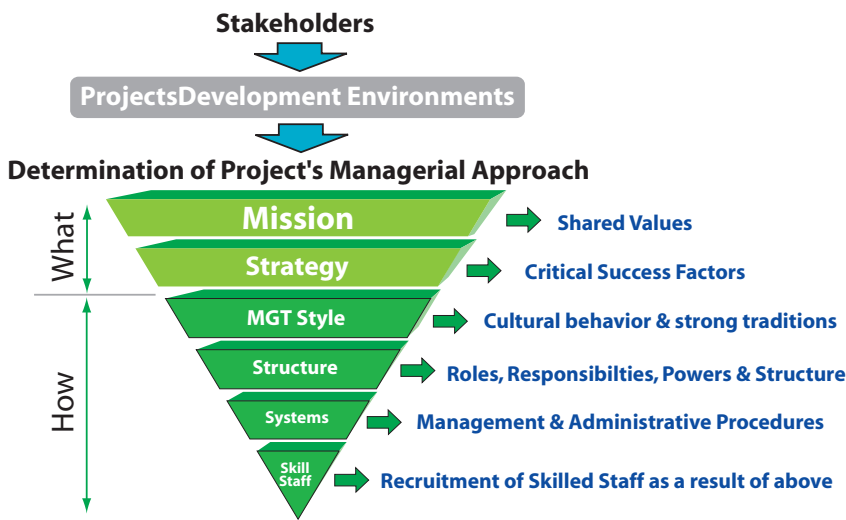 Stakeholders
ProjectsDevelopment Environments
Determination of Project's Managerial Approach
What
Mission
Shared Values
Strategy
Critical Success Factors
How
MGT Style
Cultural behavior & strong traditions
Structure
Roles, Responsibilties, Powers & Structure
Systems
Management & Administrative Procedures
Skill
Staff
Recruitment of Skilled Staff as a result of above